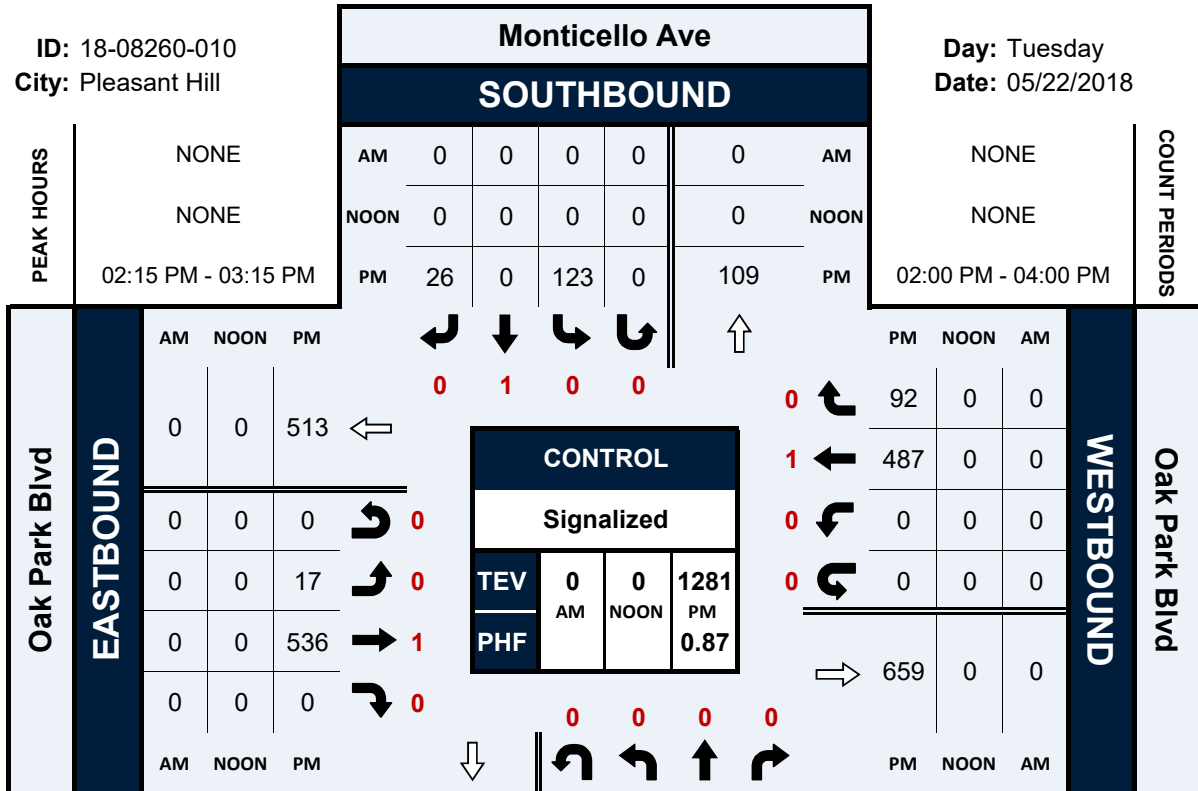 ID: 18-08260-010
City: Pleasant Hill
Monticello Ave
SOUTHBOUND
Day: Tuesday
Date: 05/22/2018
PEAK HOURS
NONE
NONE
02:15 PM - 03:15 PM
AM 0 0 0 0 0 AM
NOON 0 0 0 0 0 NOON
PM 26 0 123 0 109 PM
NONE
NONE
02:00 PM - 04:00 PM
COUNT PERIODS
0 1 0 0
Oak Park Blvd
EASTBOUND
AM NOON PM
0 0 513
0 0 0 0
0 0 17 0
0 0 536 1
0 0 0 0
AM NOON PM
CONTROL
Signalized
TEV 0 0 1281
AM NOON PM
PHF 0.87
PM NOON AM
0 92 0 0
1 487 0 0
0 0 0 0
0 0 0 0
659 0 0
PM NOON AM
WESTBOUND
Oak Park Blvd
0 0 0 0